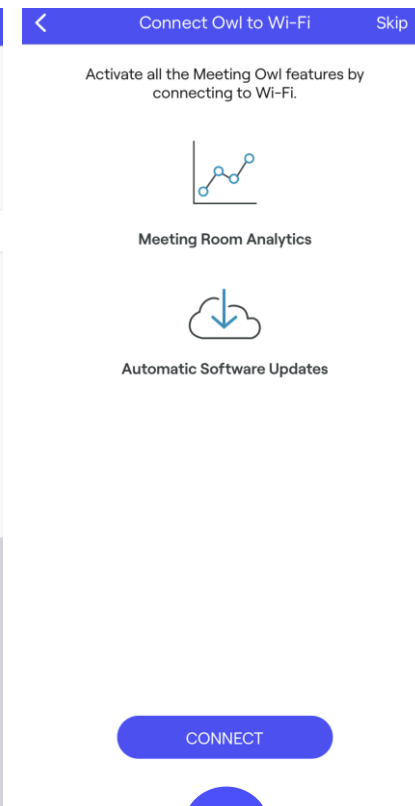 Connect Owl to Wi-Fi
Skip
Activate all the Meeting Owl features by
connecting to Wi-Fi.
Meeting Room Analytics
Automatic Software Updates
CONNECT